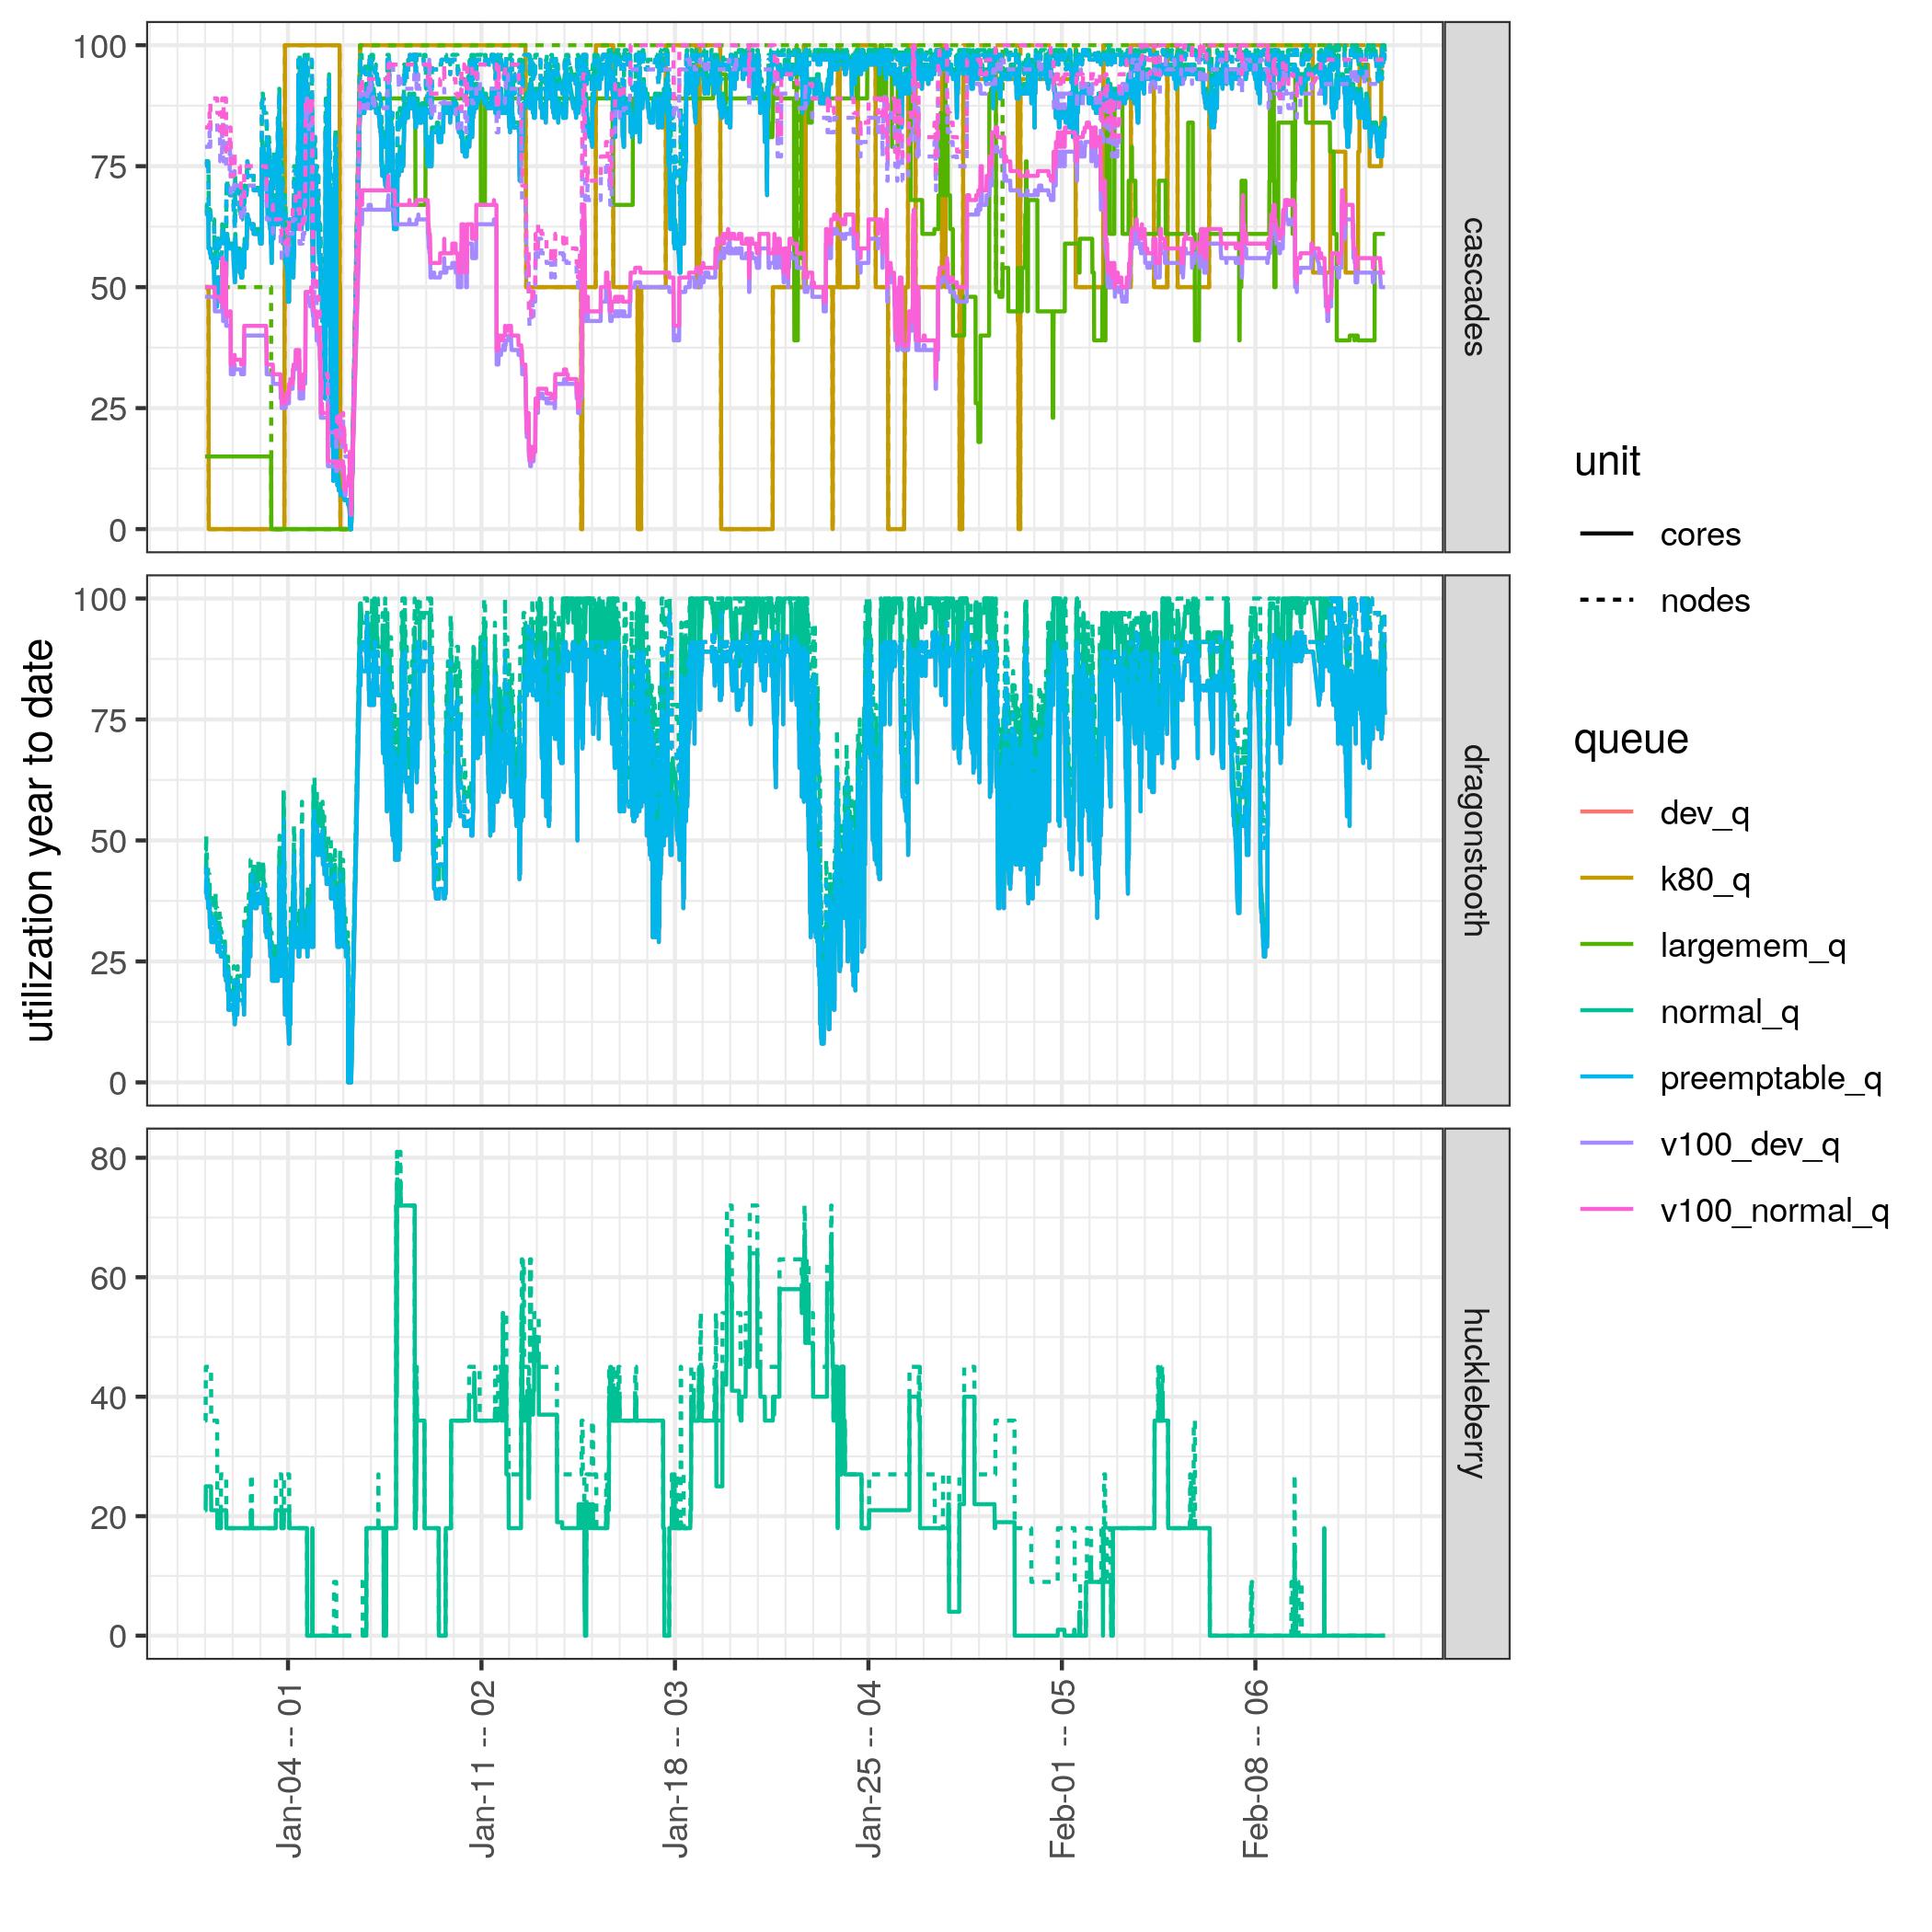 100
75
50
25
0
cascades
100
75
50
25
0
dragonstooth
80
60
40
20
0
huckleberry
utilization year to date
Jan-04 -- 01
Jan-11 -- 02
Jan-18 -- 03
Jan-25 -- 04
Feb-01 -- 05
Feb-08 -- 06
unit
cores
nodes
queue
dev_q
k80_q
largemem_q
normal_q
preemptable_q
v100_dev_q
v100_normal_q